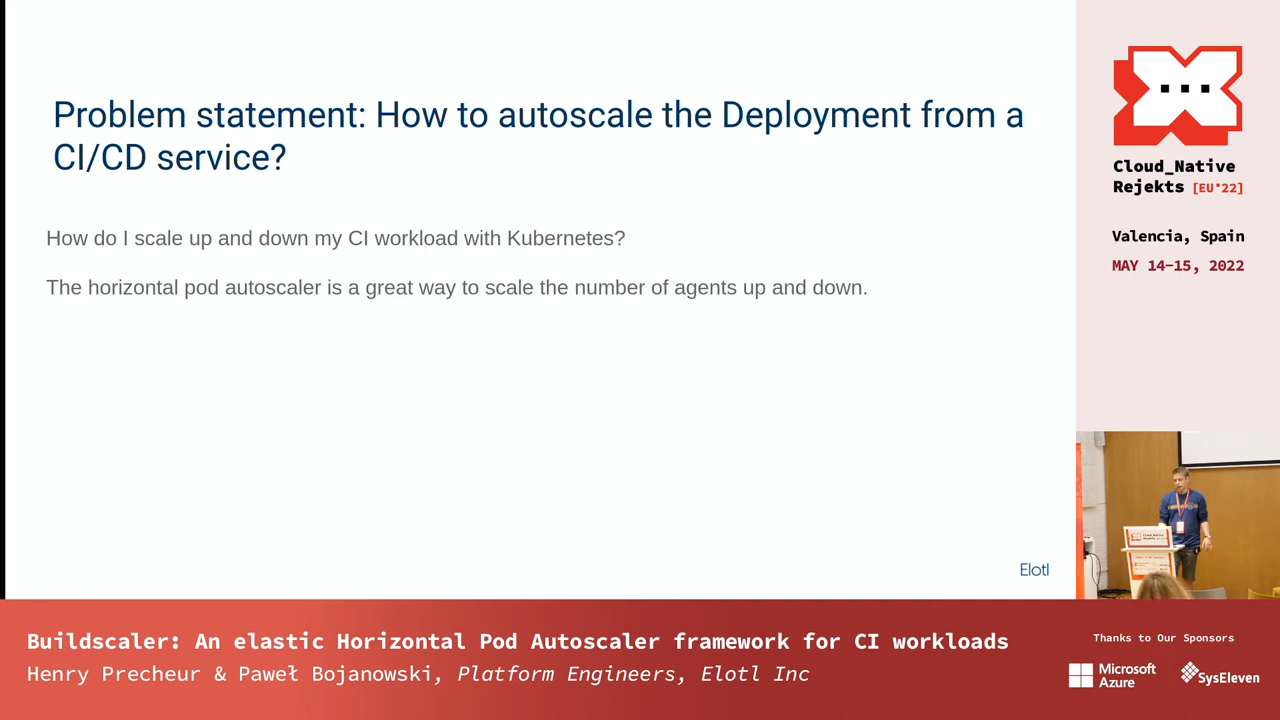 Problem statement: How to autoscale the Deployment from a
CI/CD service?
How do I scale up and down my CI workload with Kubernetes?
The horizontal pod autoscaler is a great way to scale the number of agents up and down.
Elotl
Cloud_Native
Rejekts [EU'22]
Valencia, Spain
MAY 14-15, 2022
Cloud_Native
Rejekts
Buildscaler: An elastic Horizontal Pod Autoscaler framework for CI workloads
Henry Precheur & Paweł Bojanowski, Platform Engineers, Elotl Inc
Thanks to Our Sponsors
Microsoft
Azure
SysEleven